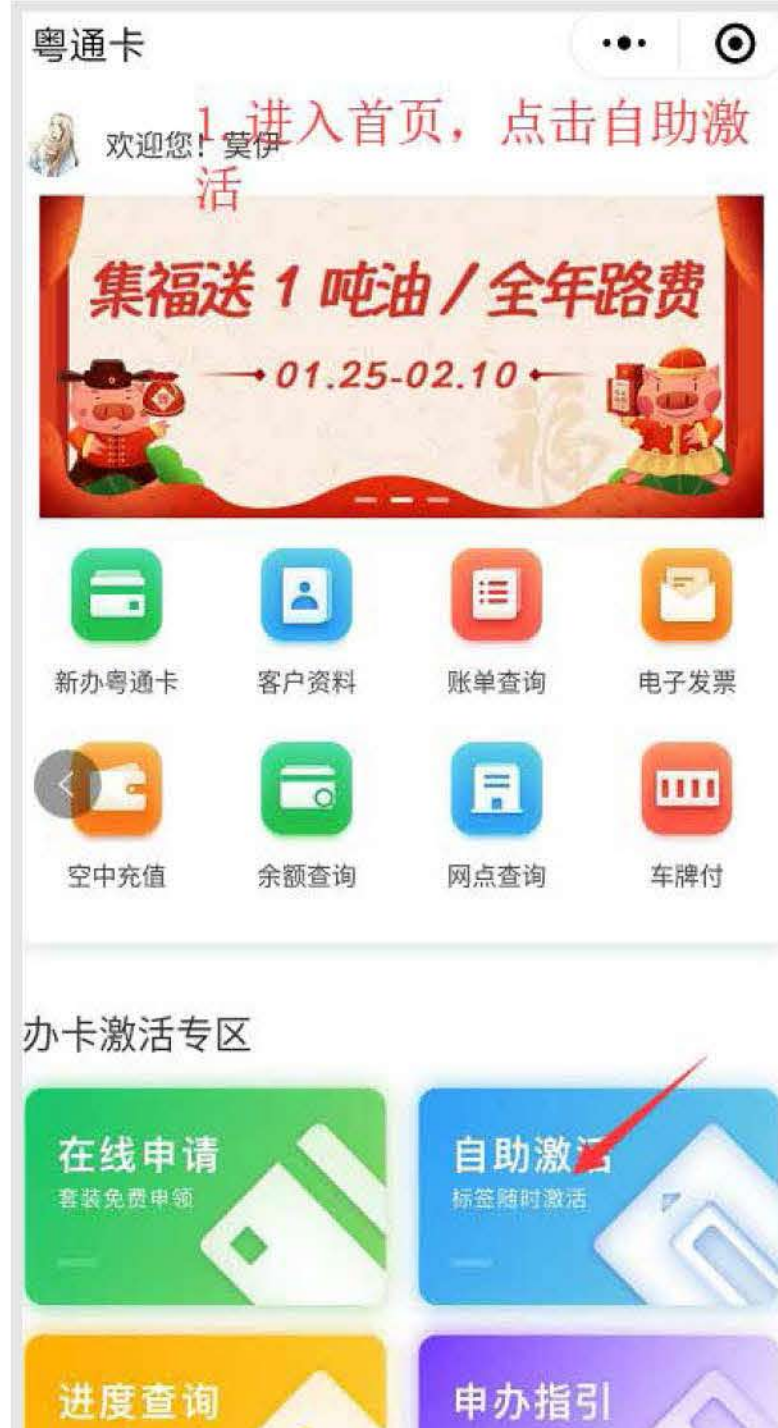 粤通卡
1.进入首页，点击自助激
活
欢迎您！莫伊
集福送 1 吨油 / 全年路费
01.25-02.10
福
新办粤通卡 客户资料 账单查询 电子发票
空中充值 余额查询 网点查询 车牌付
办卡激活专区
在线申请 自助激活
套装免费申领 标签随时激活
进度查询 申办指引